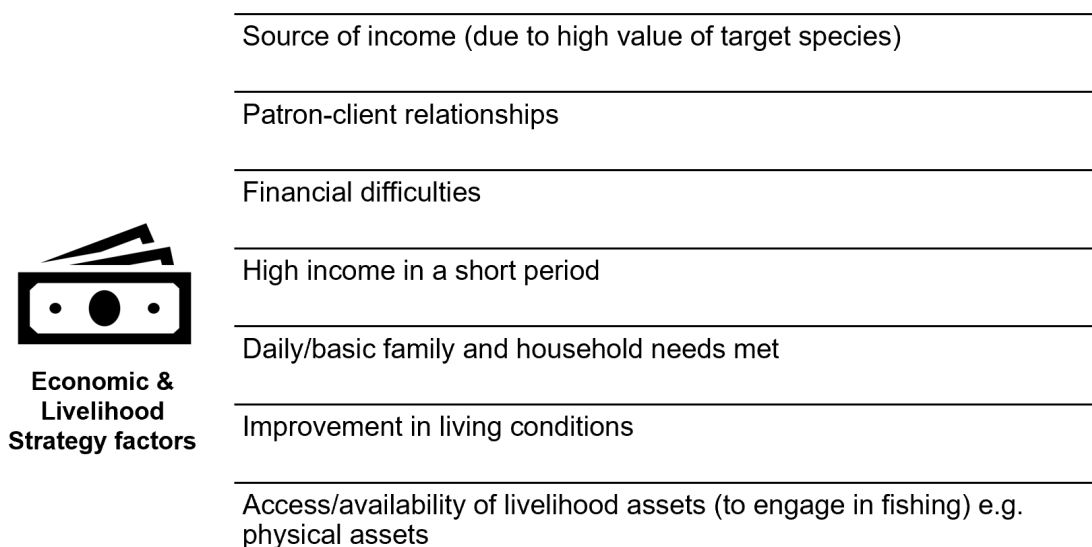 Source of income (due to high value of target species)
Patron-client relationships
Financial difficulties
High income in a short period
Daily/basic family and household needs met
Improvement in living conditions
Access/availability of livelihood assets (to engage in fishing) e.g.
physical assets
Economic &
Livelihood
Strategy factors